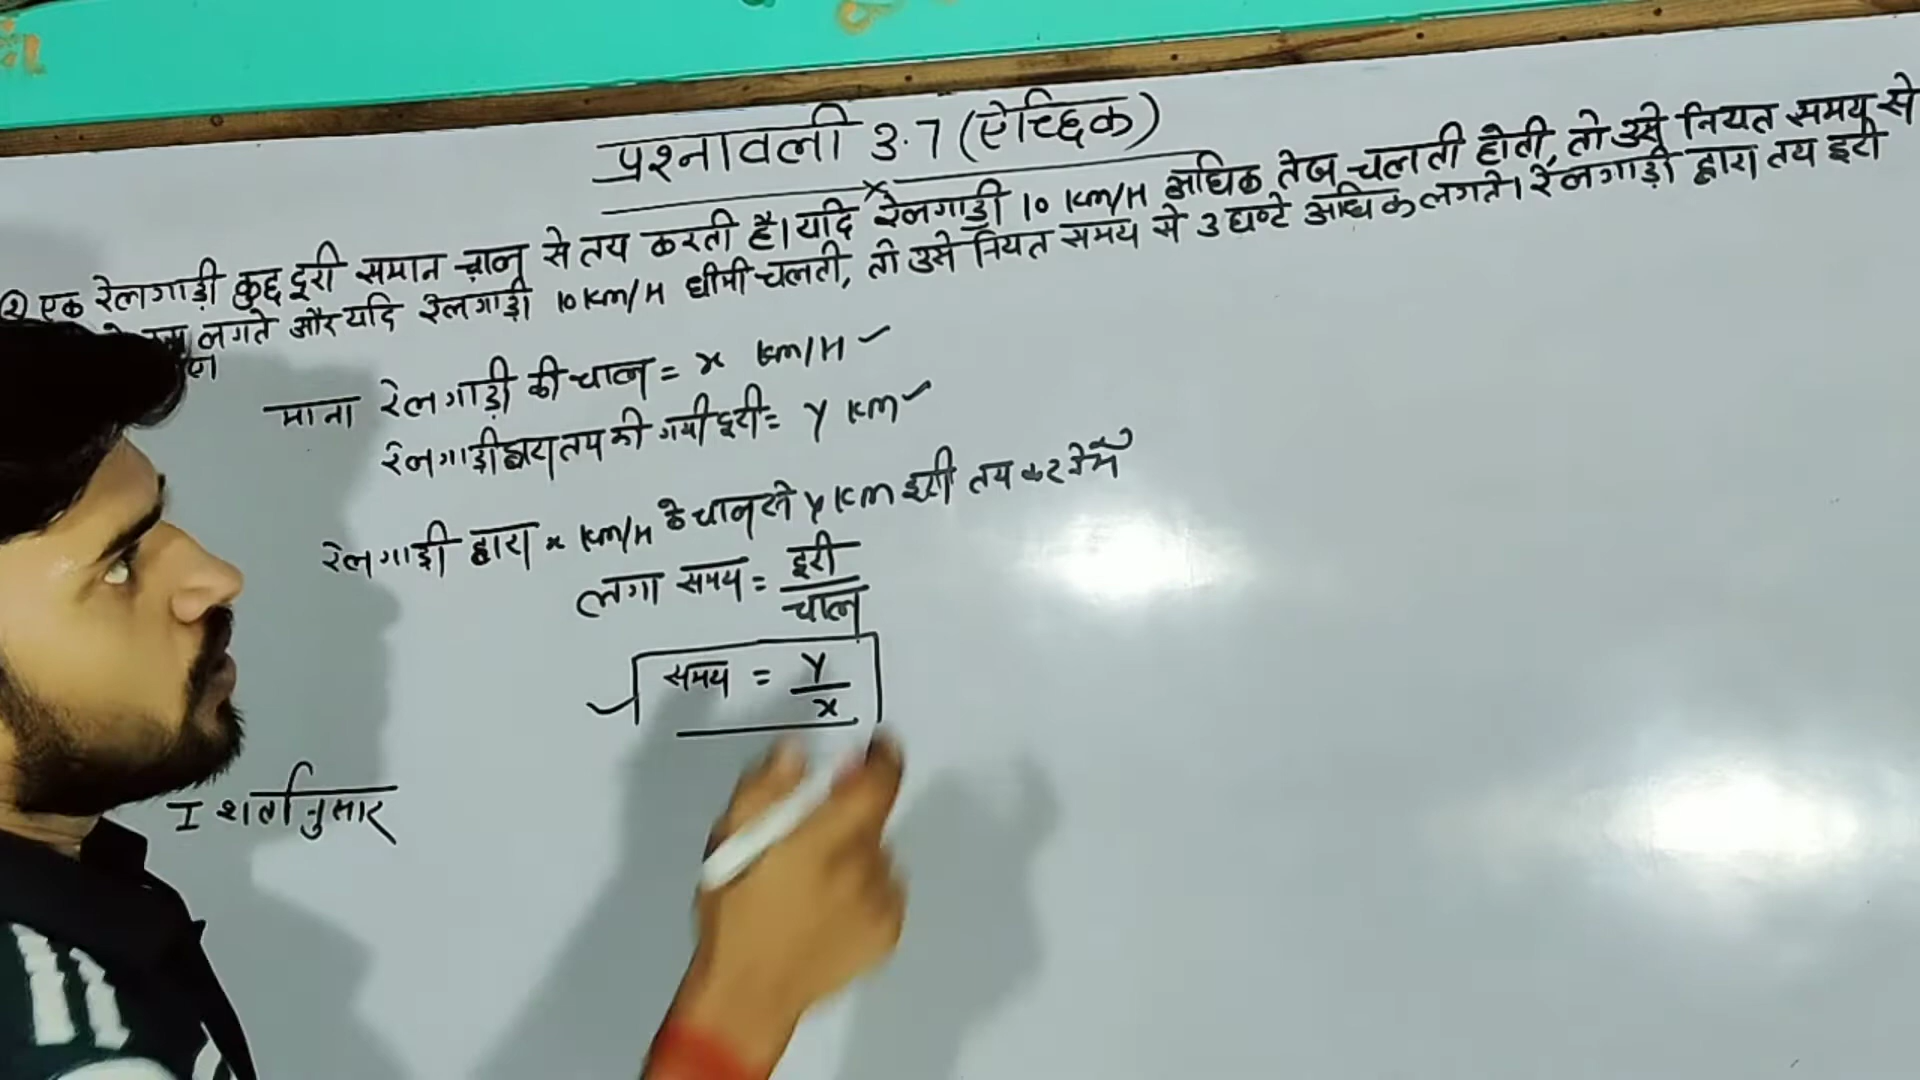 प्रश्नावली 3.7 (ऐच्छिक)
② एक रेलगाड़ी कुछ दूरी समान चाल से तय करती है। यदि रेलगाड़ी 10 km/H अधिक तेज चलती होती, तो उसे नियत समय से
लगते और यदि रेलगाड़ी 10 km/H धीमी चलती, तो उसे नियत समय से 3 घण्टे अधिक लगते। रेलगाड़ी द्वारा तय दूरी
माना रेलगाड़ी की चाल = x km/H ✓
रेलगाड़ी द्वारा तय की गयी दूरी = y km ✓
रेलगाड़ी द्वारा x km/H के चाल से y km दूरी तय करने में
लगा समय = दूरी / चाल
समय = y / x
I शर्तानुसार